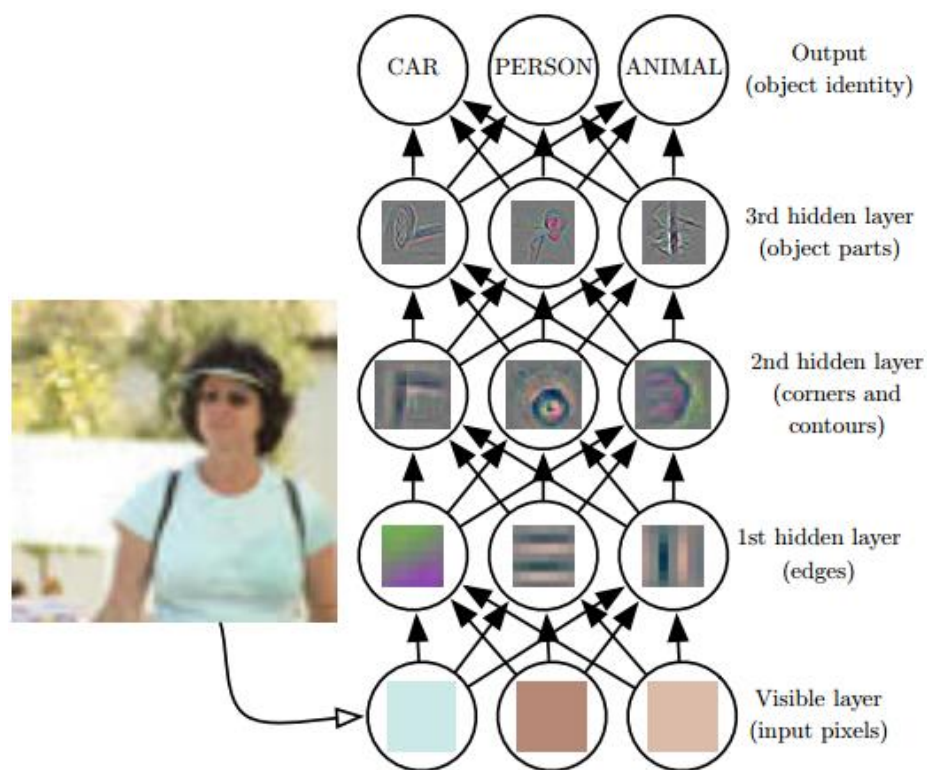 CAR
PERSON
ANIMAL
Output
(object identity)
3rd hidden layer
(object parts)
2nd hidden layer
(corners and
contours)
1st hidden layer
(edges)
Visible layer
(input pixels)